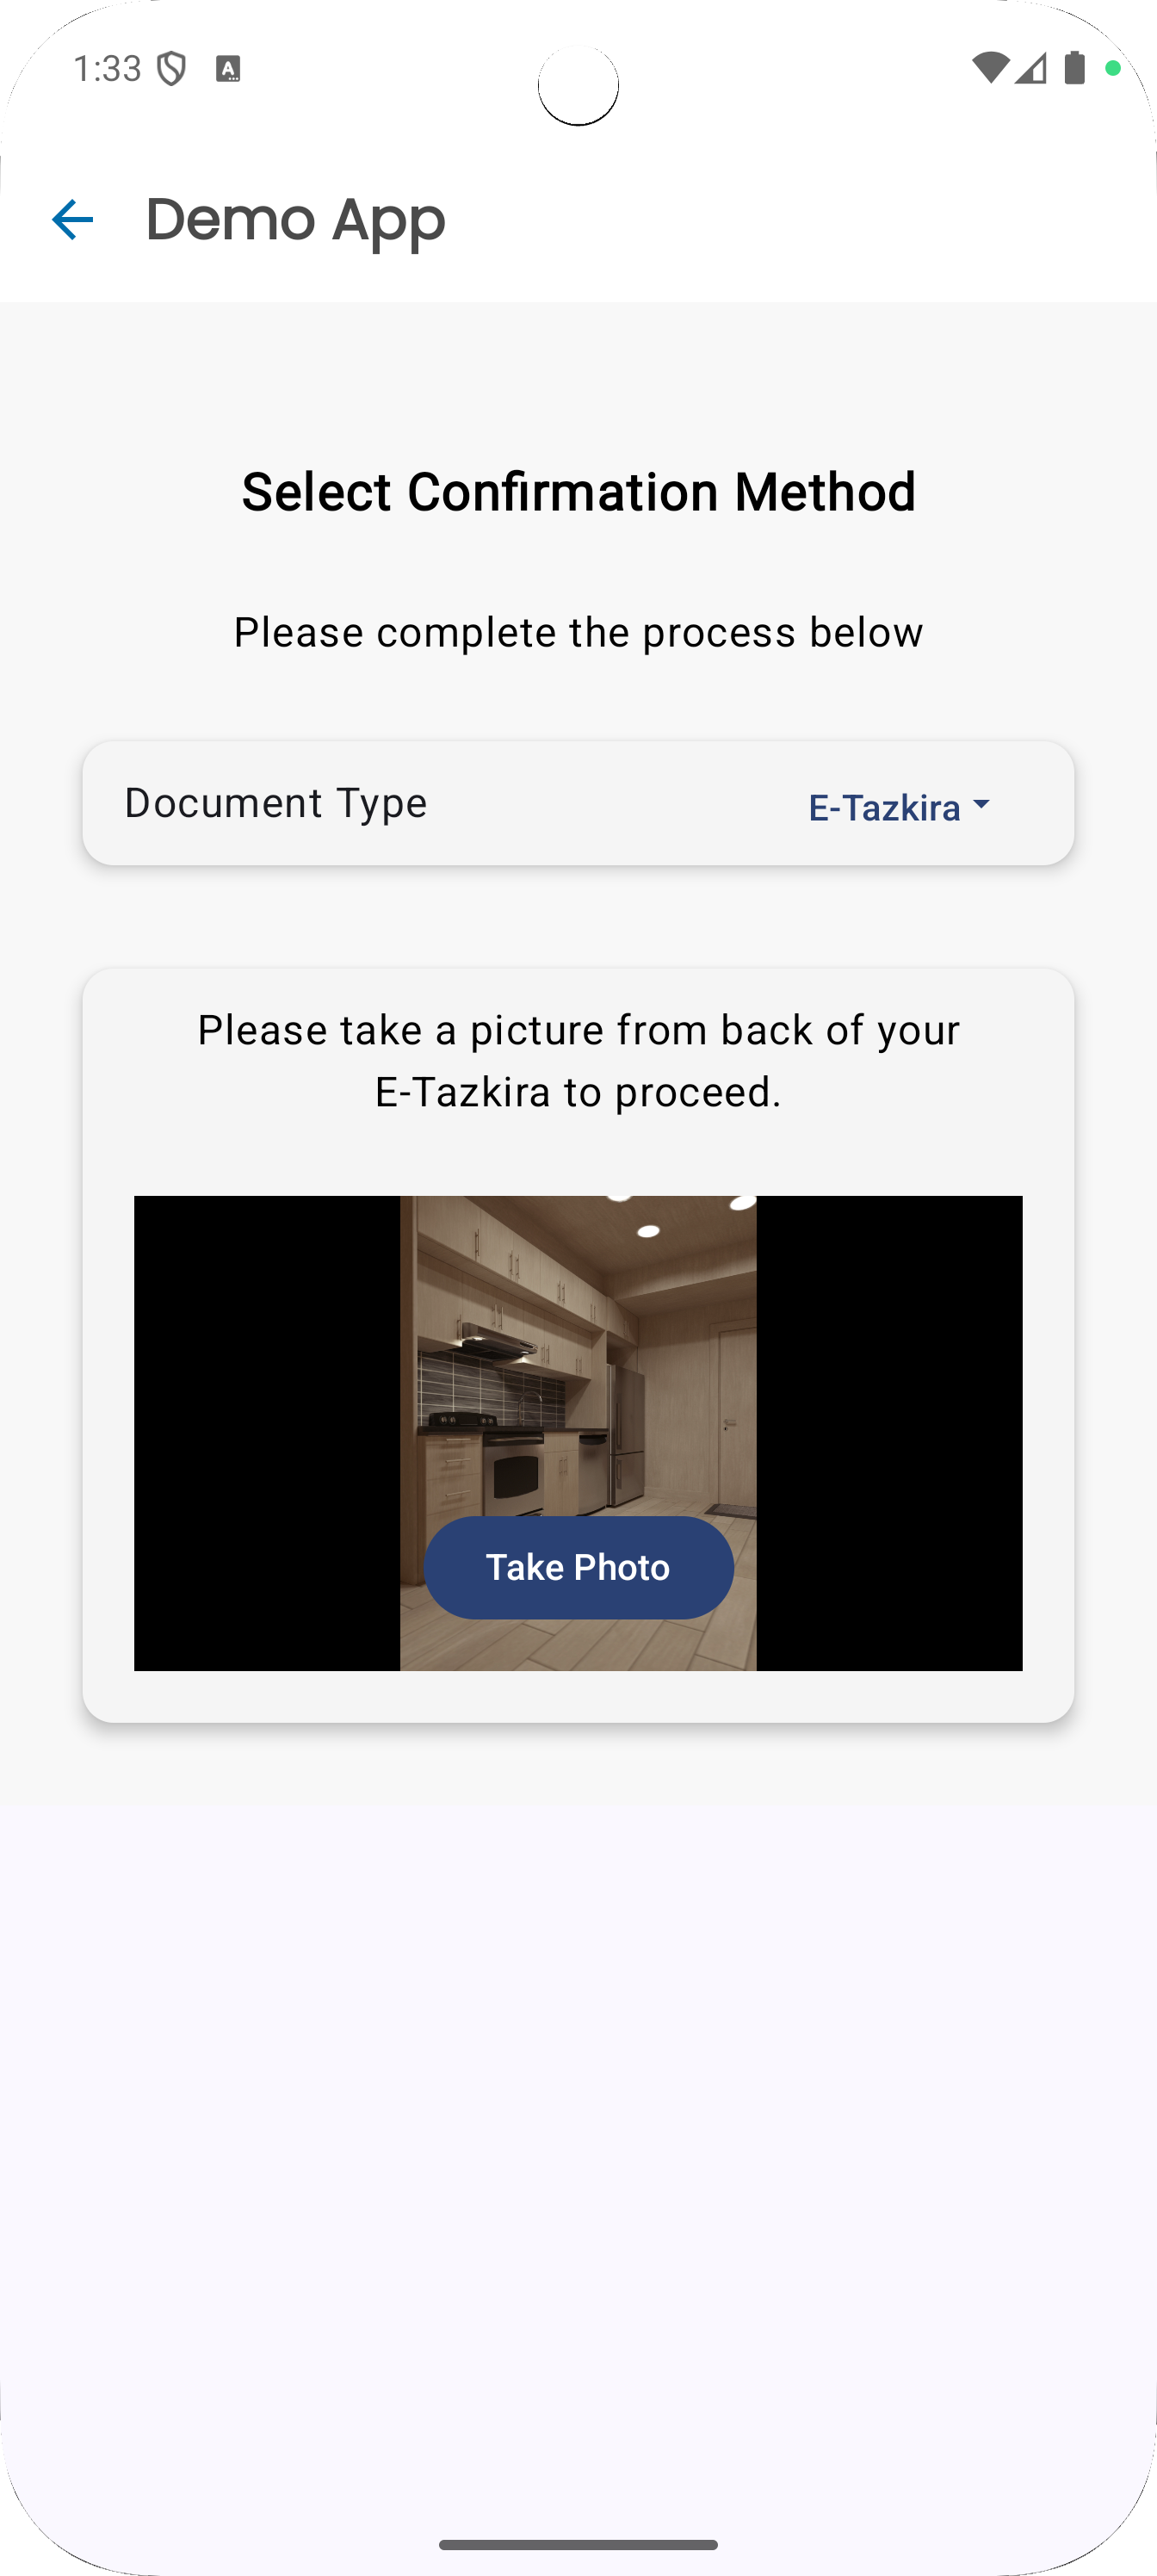 1:33
Demo App
Select Confirmation Method
Please complete the process below
Document Type
E-Tazkira
Please take a picture from back of your
E-Tazkira to proceed.
Take Photo